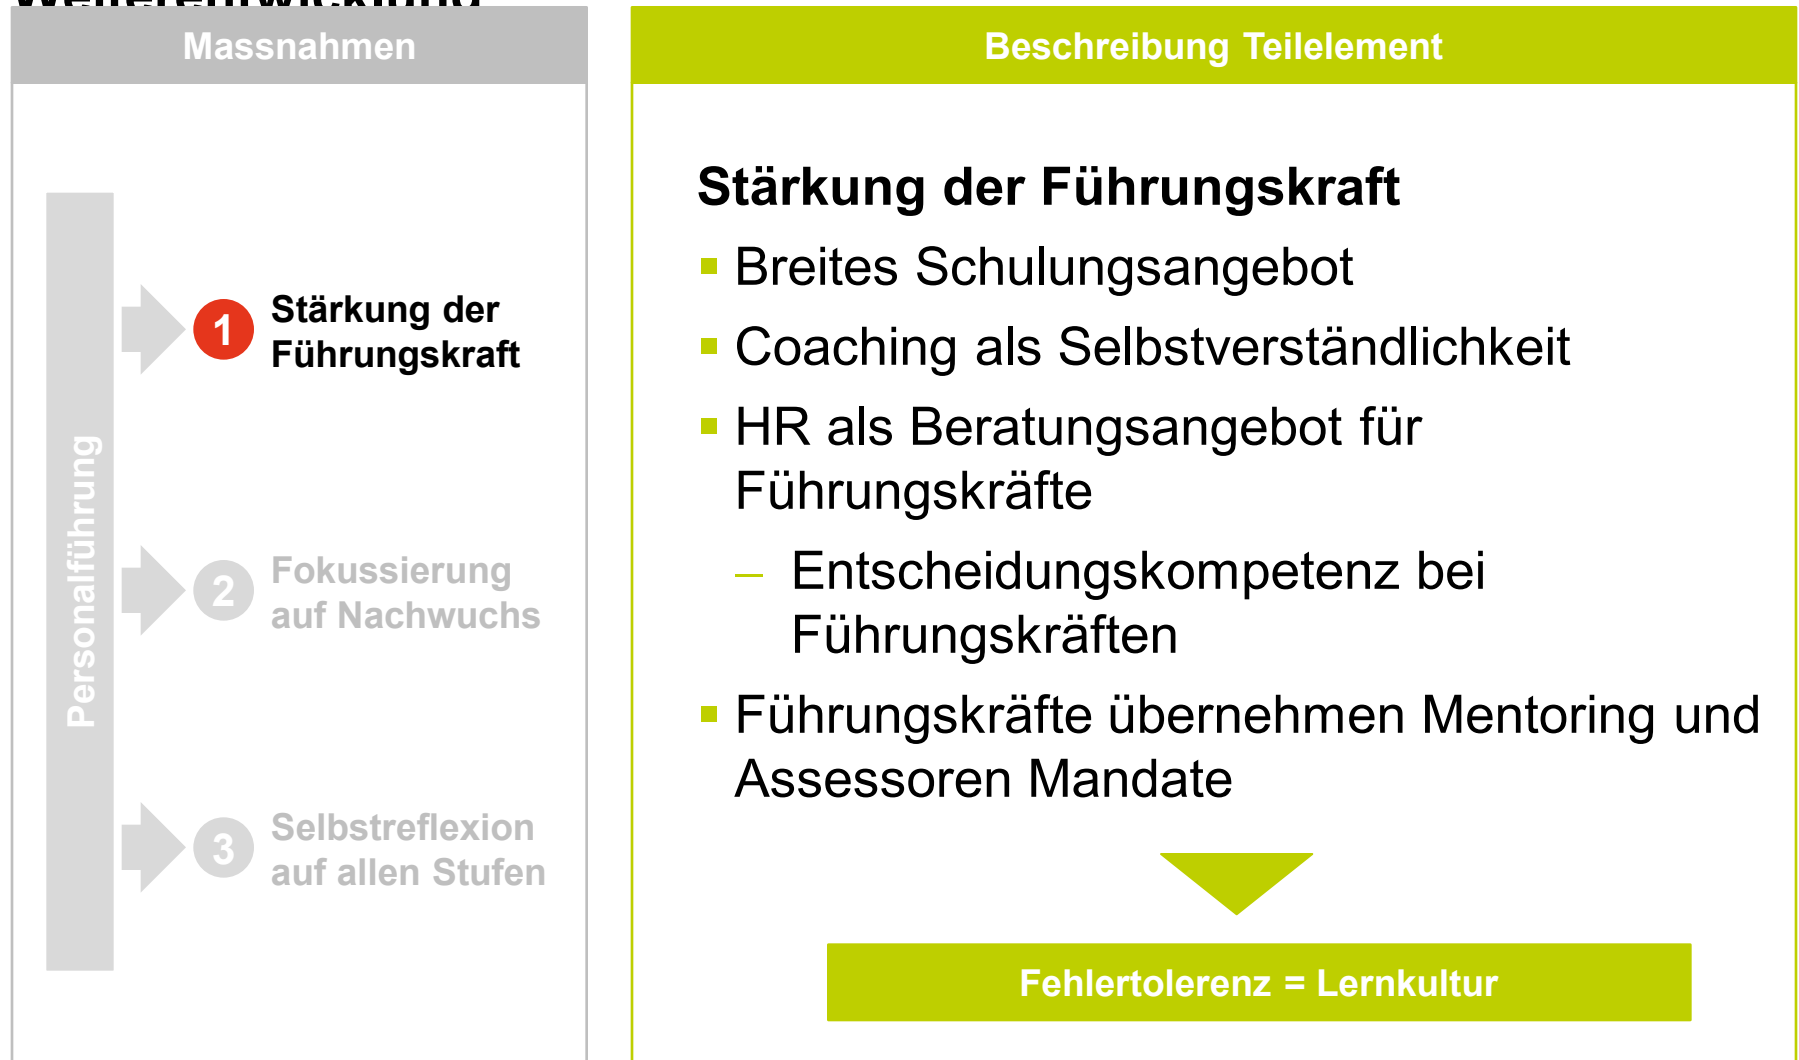 Weiterentwicklung
Massnahmen
Personalführung
1
Stärkung der
Führungskraft
2
Fokussierung
auf Nachwuchs
3
Selbstreflexion
auf allen Stufen
Beschreibung Teilelement
Stärkung der Führungskraft
Breites Schulungsangebot
Coaching als Selbstverständlichkeit
HR als Beratungsangebot für
Führungskräfte
– Entscheidungskompetenz bei
Führungskräften
Führungskräfte übernehmen Mentoring und
Assessoren Mandate
Fehlertolerenz = Lernkultur